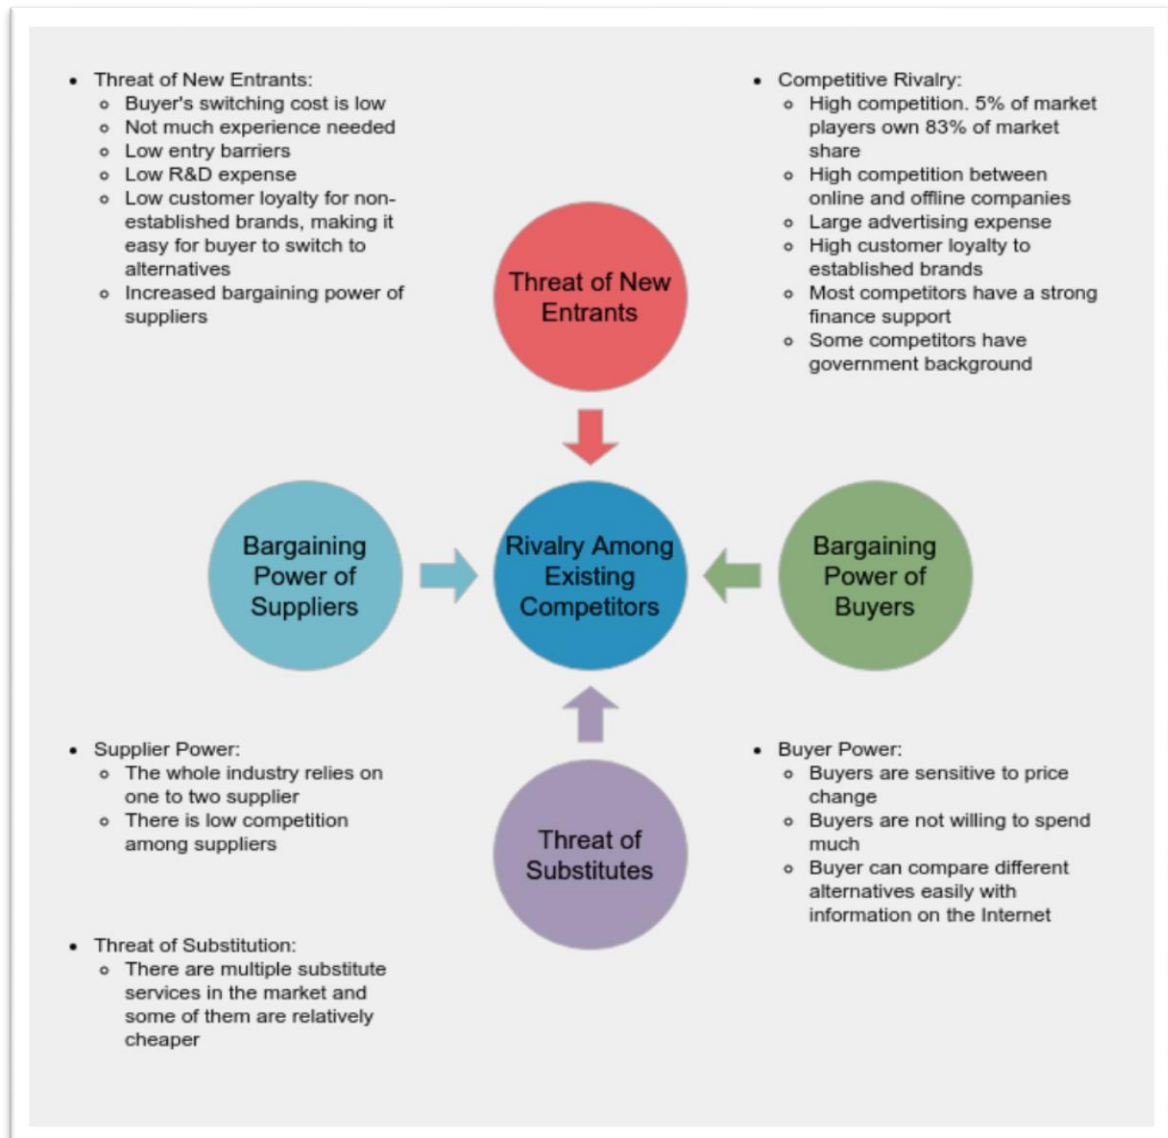 • Threat of New Entrants:
◦ Buyer's switching cost is low
◦ Not much experience needed
◦ Low entry barriers
◦ Low R&D expense
◦ Low customer loyalty for non-
established brands, making it
easy for buyer to switch to
alternatives
◦ Increased bargaining power of
suppliers
• Competitive Rivalry:
◦ High competition. 5% of market
players own 83% of market
share
◦ High competition between
online and offline companies
◦ Large advertising expense
◦ High customer loyalty to
established brands
◦ Most competitors have a strong
finance support
◦ Some competitors have
government background
Threat of New
Entrants
Bargaining
Power of
Suppliers
Rivalry Among
Existing
Competitors
Bargaining
Power of
Buyers
• Supplier Power:
◦ The whole industry relies on
one to two supplier
◦ There is low competition
among suppliers
Threat of
Substitutes
• Buyer Power:
◦ Buyers are sensitive to price
change
◦ Buyers are not willing to spend
much
◦ Buyer can compare different
alternatives easily with
information on the Internet
• Threat of Substitution:
◦ There are multiple substitute
services in the market and
some of them are relatively
cheaper